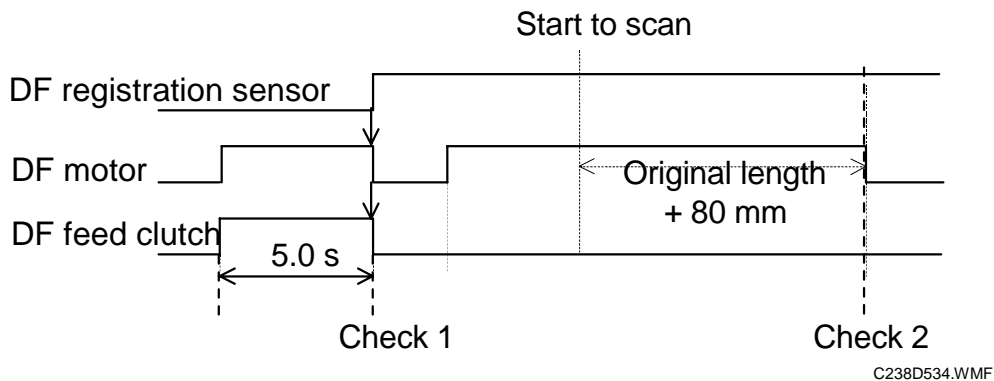 Start to scan
DF registration sensor
DF motor
Original length
+ 80 mm
DF feed clutch
5.0 s
Check 1
Check 2
C238D534.WMF